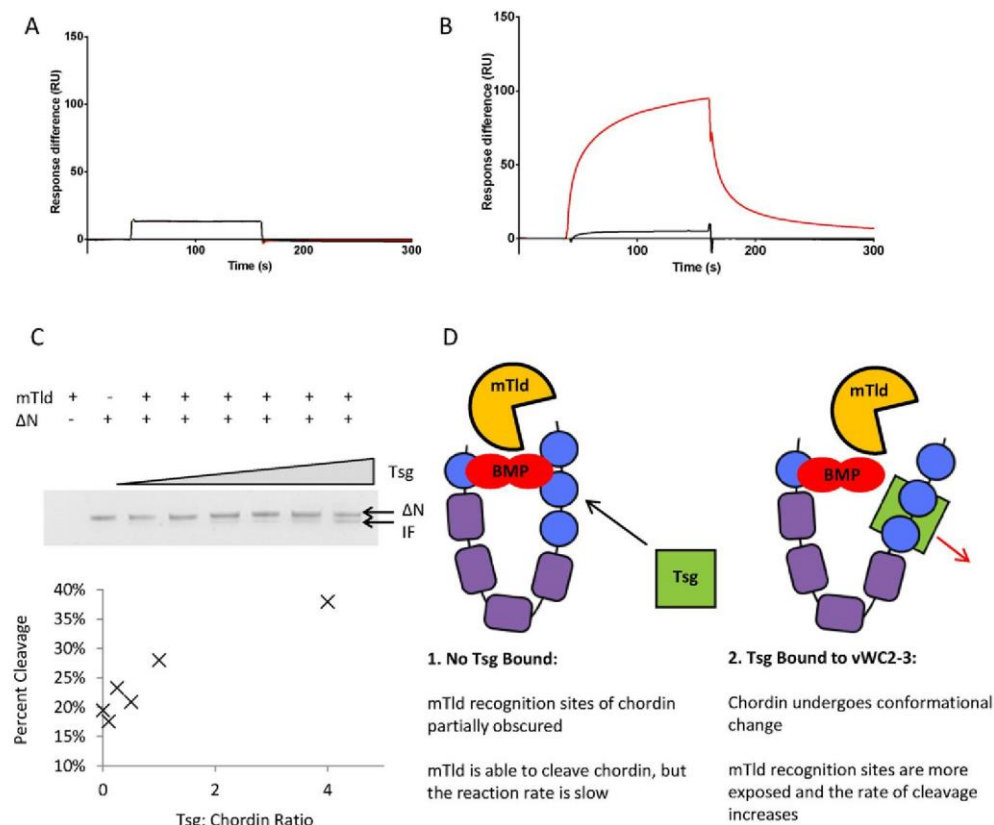 A
150
100
50
0
Response difference (RU)
100
200
300
Time (s)
B
150
100
50
0
Response difference (RU)
100
200
300
Time (s)
C
mTld + - + + + + + +
ΔN - + + + + + + +
Tsg
ΔN
IF
40%
35%
30%
25%
20%
15%
10%
Percent Cleavage
0 2 4
Tsg: Chordin Ratio
D
mTld
BMP
Tsg
1. No Tsg Bound:
mTld recognition sites of chordin
partially obscured
mTld is able to cleave chordin, but
the reaction rate is slow
mTld
BMP
2. Tsg Bound to vWC2-3:
Chordin undergoes conformational
change
mTld recognition sites are more
exposed and the rate of cleavage
increases